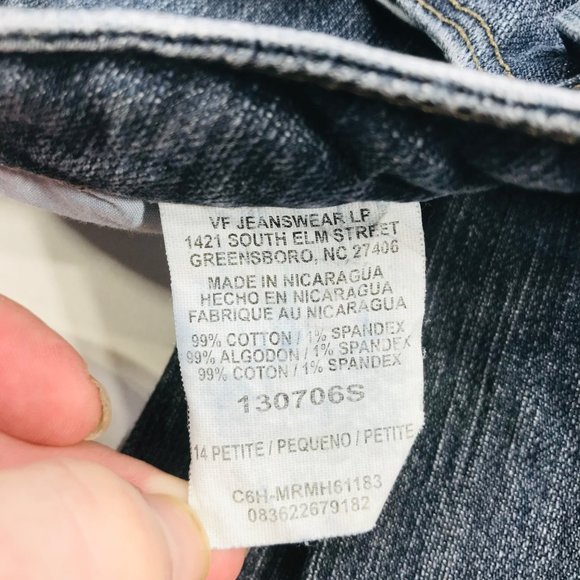 VF JEANSWEAR LP
1421 SOUTH ELM STREET
GREENSBORO, NC 27406
MADE IN NICARAGUA
HECHO EN NICARAGUA
FABRIQUE AU NICARAGUA
99% COTTON / 1% SPANDEX
99% ALGODON / 1% SPANDEX
99% COTON / 1% SPANDEX
130706S
14 PETITE / PEQUENO / PETITE
C6H-MRMH61183
083622679182